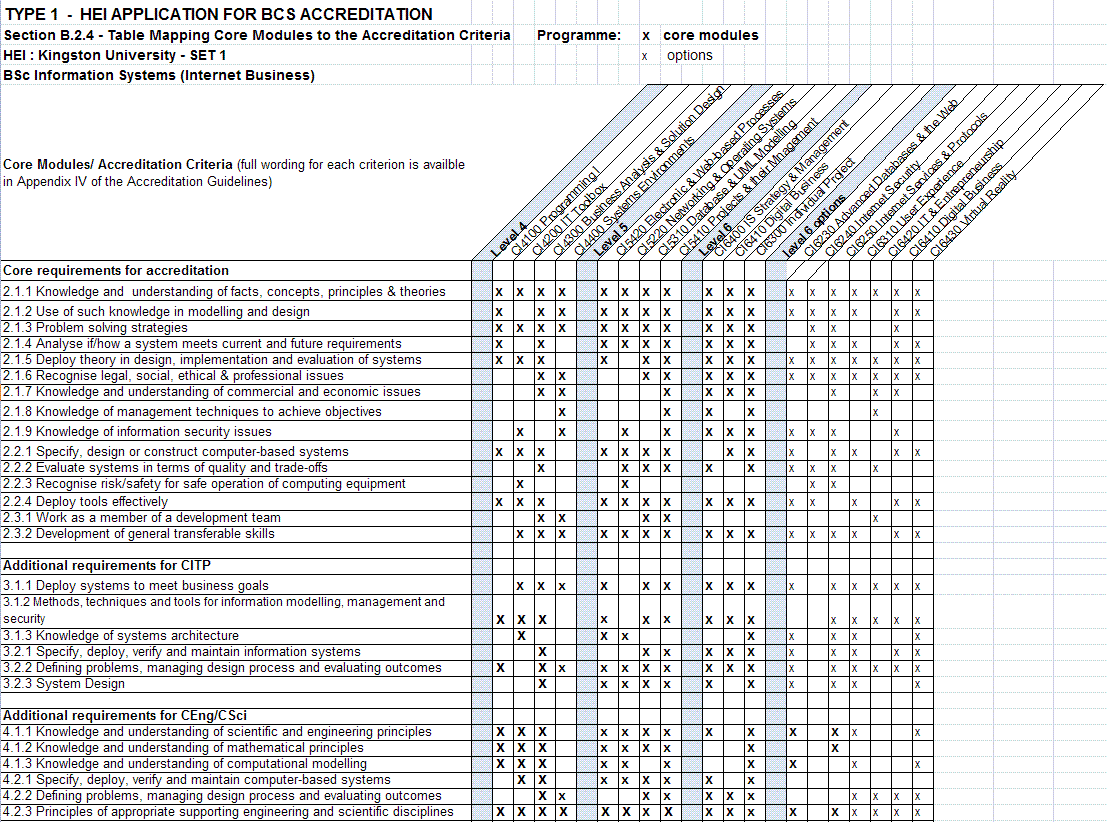 TYPE 1 - HEI APPLICATION FOR BCS ACCREDITATION
Section B.2.4 - Table Mapping Core Modules to the Accreditation Criteria Programme: x core modules
HEI : Kingston University - SET 1 x options
BSc Information Systems (Internet Business)
Core Modules/ Accreditation Criteria (full wording for each criterion is availble
in Appendix IV of the Accreditation Guidelines)
Level 4
CI4100 Programming I
CI4200 IT Toolbox
CI4300 Business Analysis & Solution Design
CI4400 Systems Environments
Level 5
CI5420 Electronic & Web-based Processes
CI5220 Networking & Operating Systems
CI5310 Database & UML Modelling
CI5410 Projects & their Mnagement
Level 6
CI6400 IS Strategy & Management
CI6410 Digital Business
CI6300 Individual Project
level 6 options
CI6230 Advanced Databases & the Web
CI6240 Internet Security
CI6250 Internet Services & Protocols
CI6310 User Experience
CI6420 IT & Entrepreneurship
CI6410 Digital Business
CI6430 Virtual Reality
Core requirements for accreditation
2.1.1 Knowledge and understanding of facts, concepts, principles & theories x x x x x x x x x x x x x x x x x x
2.1.2 Use of such knowledge in modelling and design x x x x x x x x x x x x x x x x
2.1.3 Problem solving strategies x x x x x x x x x x x x x x
2.1.4 Analyse if/how a system meets current and future requirements x x x x x x x x x x x x x x
2.1.5 Deploy theory in design, implementation and evaluation of systems x x x x x x x x x x x x x x x x
2.1.6 Recognise legal, social, ethical & professional issues x x x x x x x x x x x x x x
2.1.7 Knowledge and understanding of commercial and economic issues x x x x x x x x x
2.1.8 Knowledge of management techniques to achieve objectives x x x x x
2.1.9 Knowledge of information security issues x x x x x x x x x x x
2.2.1 Specify, design or construct computer-based systems x x x x x x x x x x x x x x x
2.2.2 Evaluate systems in terms of quality and trade-offs x x x x x x x x x x
2.2.3 Recognise risk/safety for safe operation of computing equipment x x x x
2.2.4 Deploy tools effectively x x x x x x x x x x x x x x x
2.3.1 Work as a member of a development team x x x x x
2.3.2 Development of general transferable skills x x x x x x x x x x x x x x x x
Additional requirements for CITP
3.1.1 Deploy systems to meet business goals x x x x x x x x x x x x x x
3.1.2 Methods, techniques and tools for information modelling, management and
security x x x x x x x x x x x x x x
3.1.3 Knowledge of systems architecture x x x x x x x
3.2.1 Specify, deploy, verify and maintain information systems x x x x x x x x x x
3.2.2 Defining problems, managing design process and evaluating outcomes x x x x x x x x x x x x x x x x
3.2.3 System Design x x x x x x x x x x x
Additional requirements for CEng/CSci
4.1.1 Knowledge and understanding of scientific and engineering principles x x x x x x x x x x x x x
4.1.2 Knowledge and understanding of mathematical principles x x x x x x x x x
4.1.3 Knowledge and understanding of computational modelling x x x x x x x x x x
4.2.1 Specify, deploy, verify and maintain computer-based systems x x x x x x x x
4.2.2 Defining problems, managing design process and evaluating outcomes x x x x x x x x x x x
4.2.3 Principles of appropriate supporting engineering and scientific disciplines x x x x x x x x x x x x x x x x x